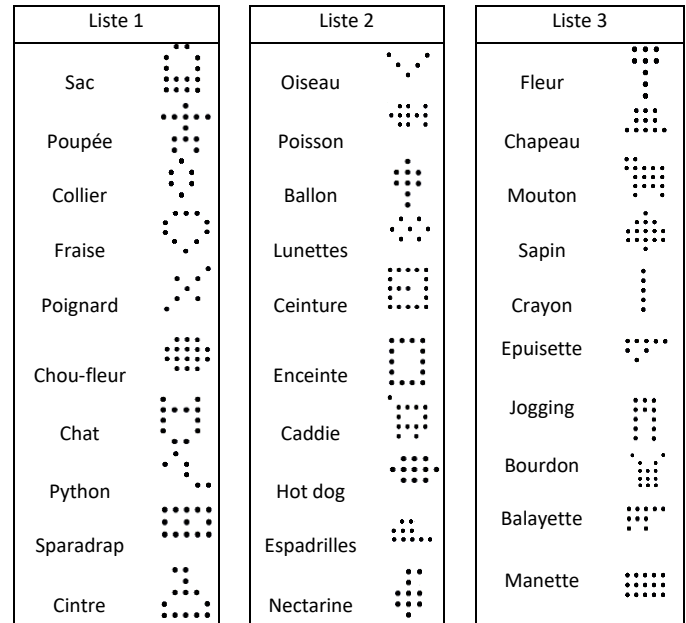 Liste 1
Sac
Poupée
Collier
Fraise
Poignard
Chou-fleur
Chat
Python
Sparadrap
Cintre
Liste 2
Oiseau
Poisson
Ballon
Lunettes
Ceinture
Enceinte
Caddie
Hot dog
Espadrilles
Nectarine
Liste 3
Fleur
Chapeau
Mouton
Sapin
Crayon
Epuisette
Jogging
Bourdon
Balayette
Manette